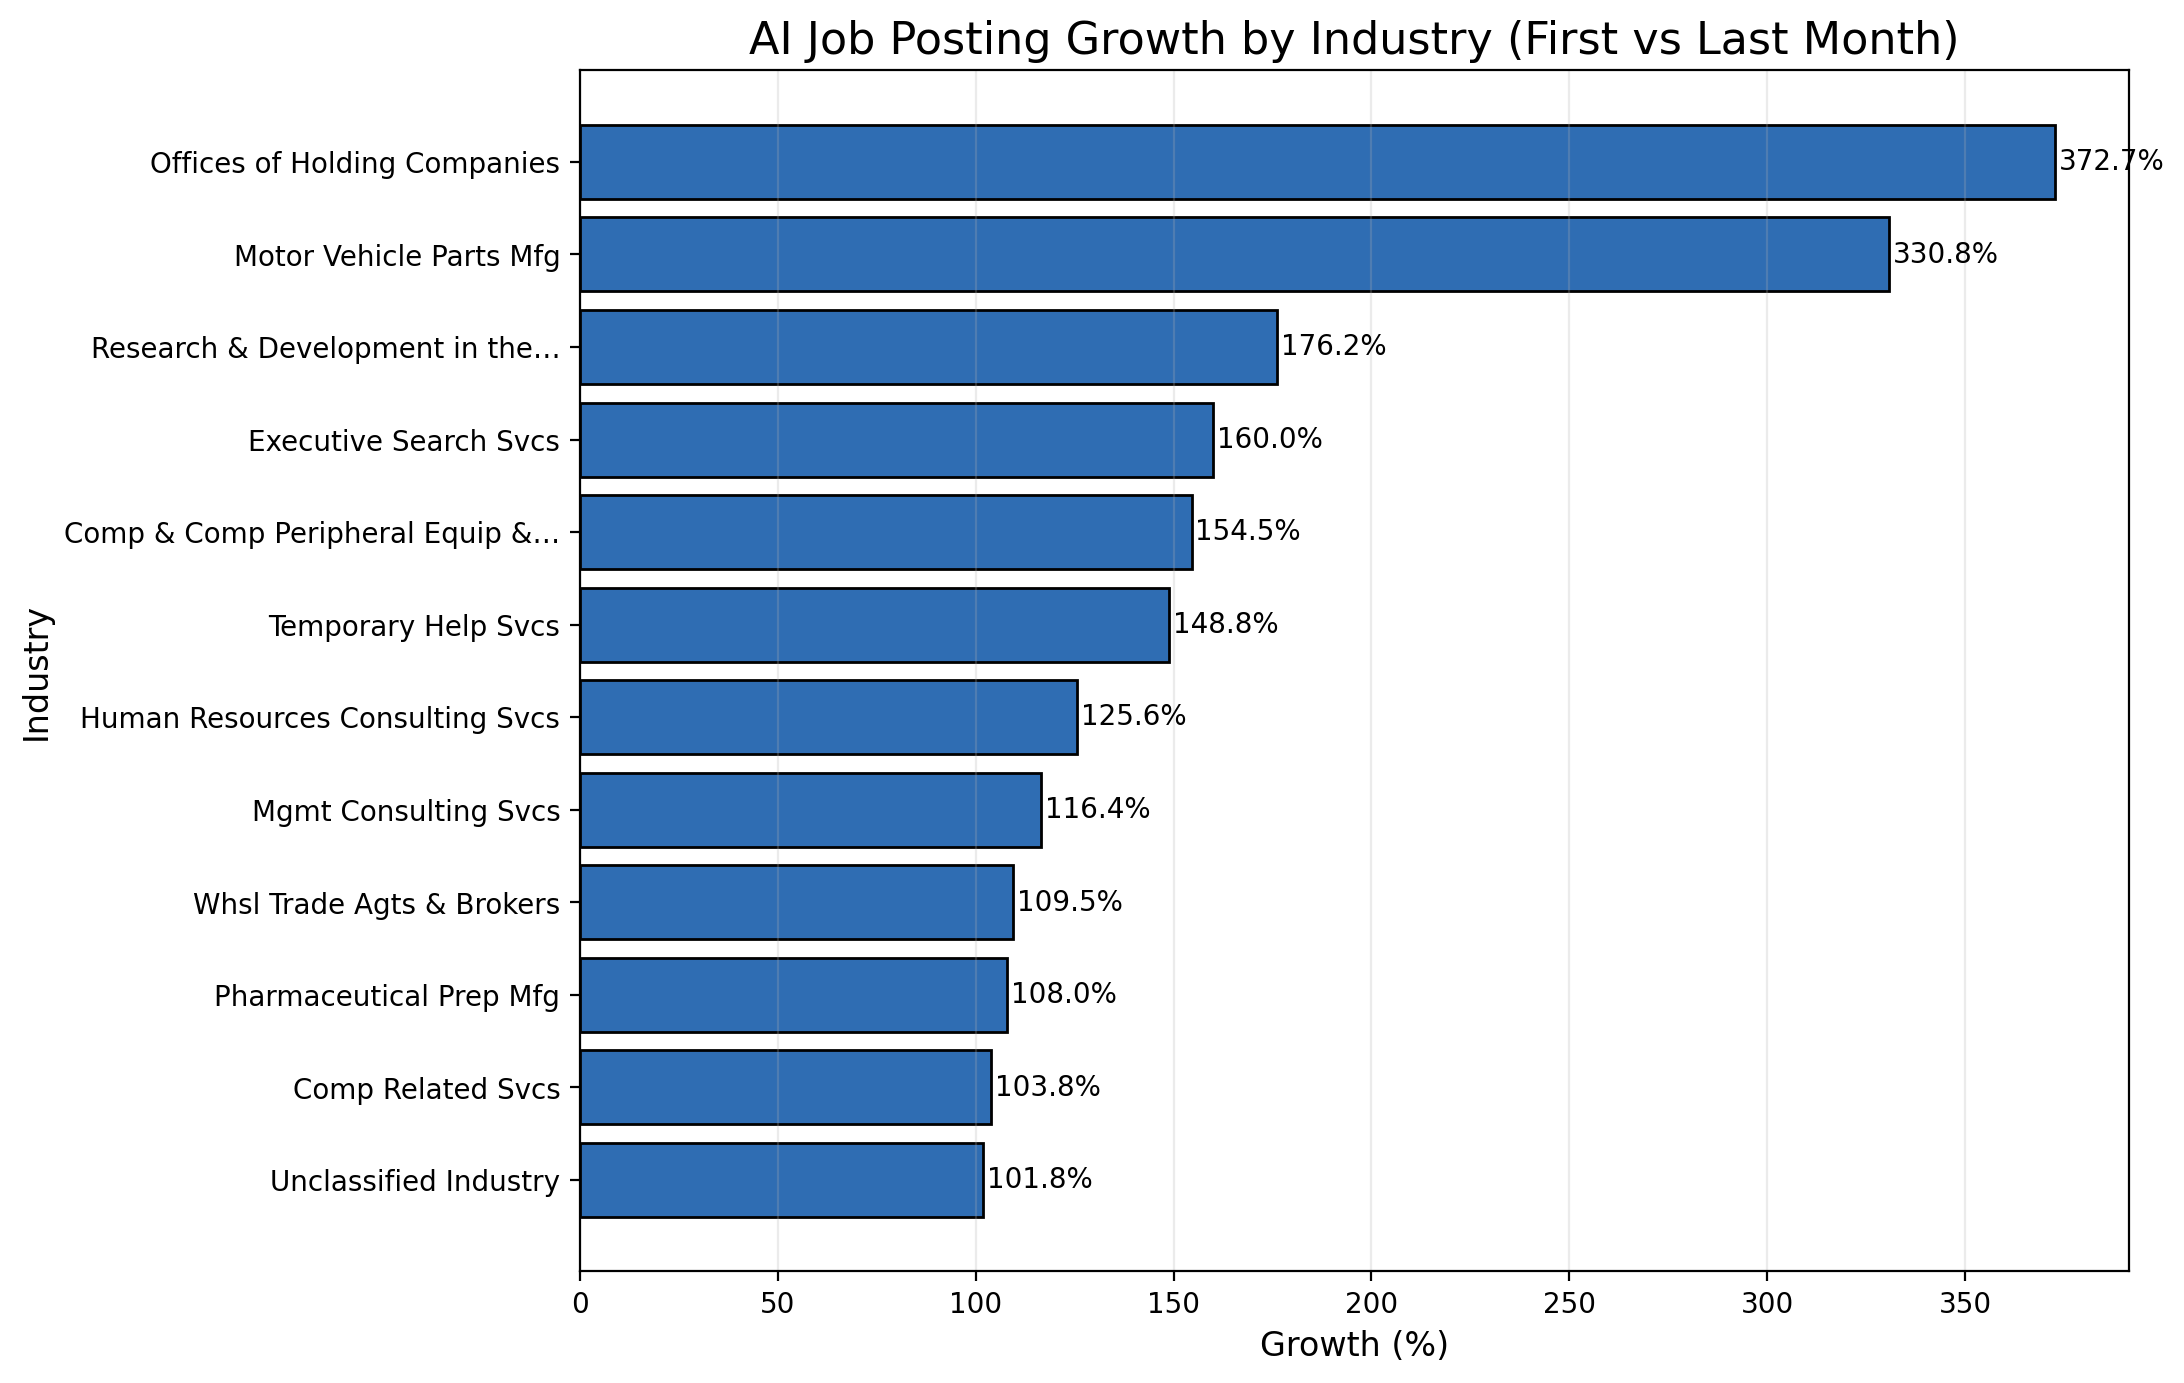 AI Job Posting Growth by Industry (First vs Last Month)
Industry
Offices of Holding Companies 372.7%
Motor Vehicle Parts Mfg 330.8%
Research & Development in the... 176.2%
Executive Search Svcs 160.0%
Comp & Comp Peripheral Equip &... 154.5%
Temporary Help Svcs 148.8%
Human Resources Consulting Svcs 125.6%
Mgmt Consulting Svcs 116.4%
Whsl Trade Agts & Brokers 109.5%
Pharmaceutical Prep Mfg 108.0%
Comp Related Svcs 103.8%
Unclassified Industry 101.8%
0 50 100 150 200 250 300 350
Growth (%)